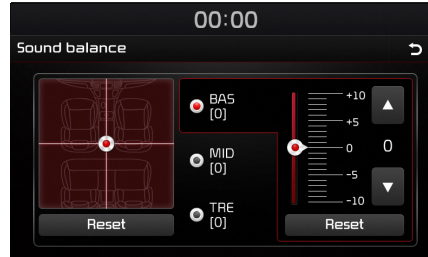 00:00
Sound balance
BAS
[0]
MID
[0]
TRE
[0]
+10
+5
0
-5
-10
0
Reset
Reset